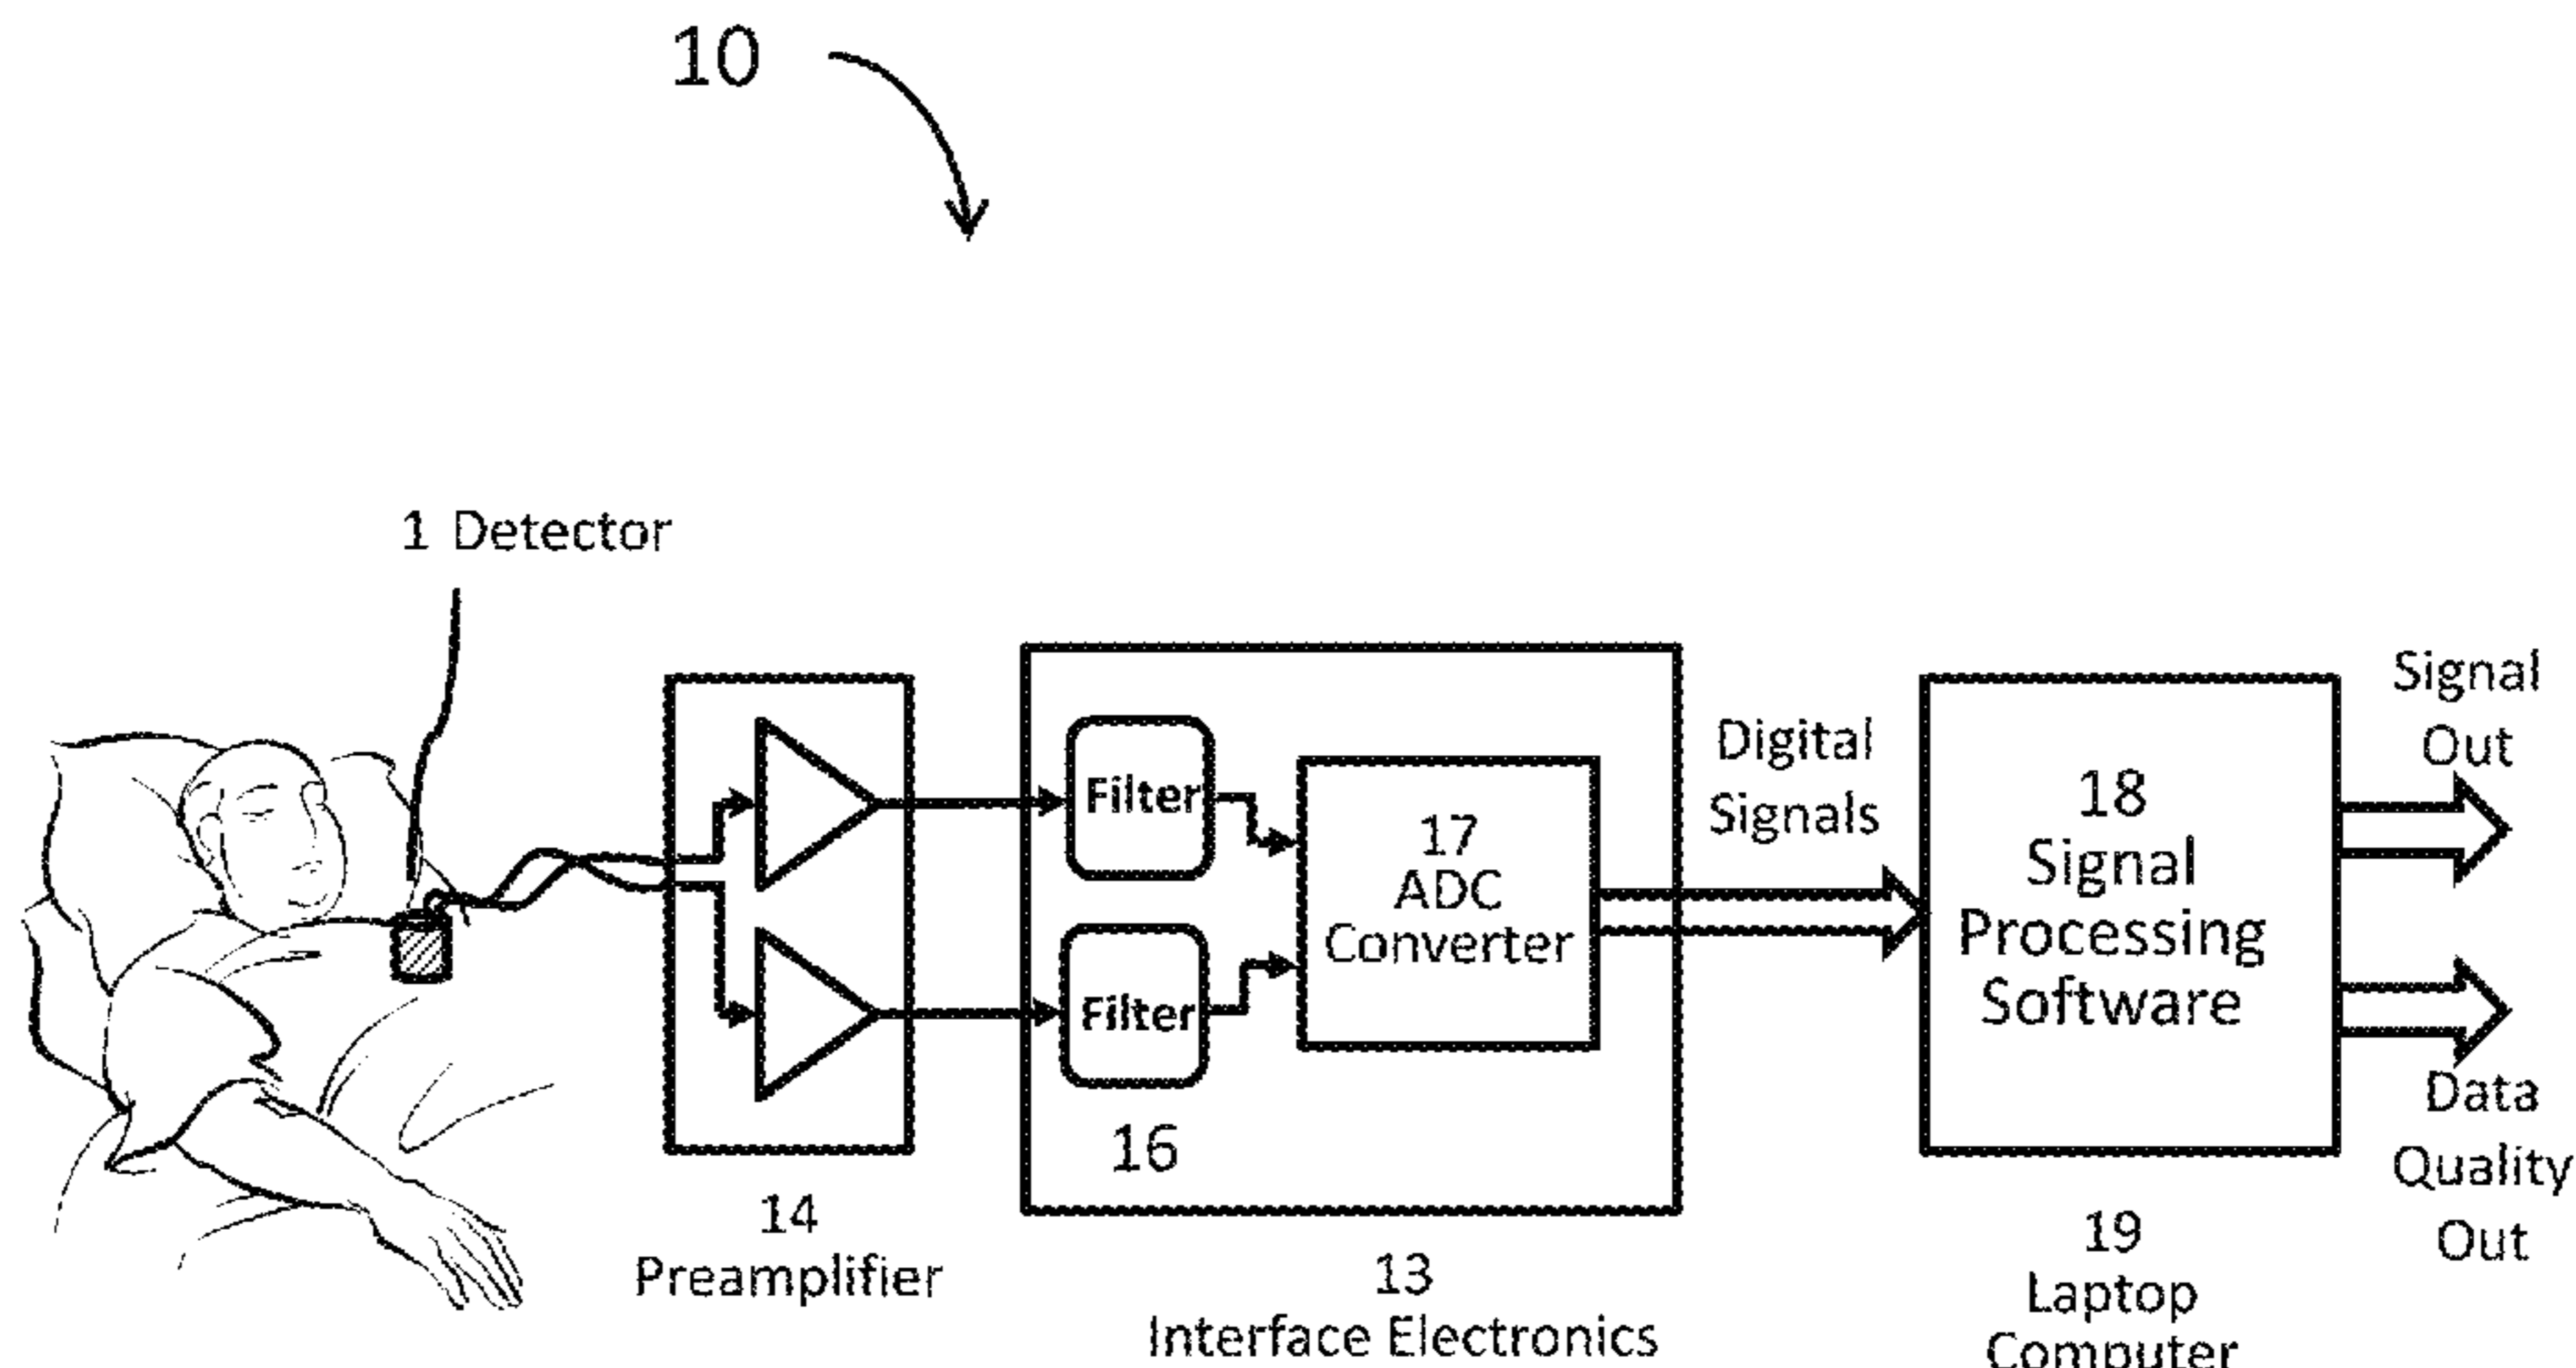 10
1 Detector
14
Preamplifier
Filter
Filter
16
17
ADC
Converter
13
Interface Electronics
Digital
Signals
18
Signal
Processing
Software
19
Laptop
Computer
Signal
Out
Data
Quality
Out